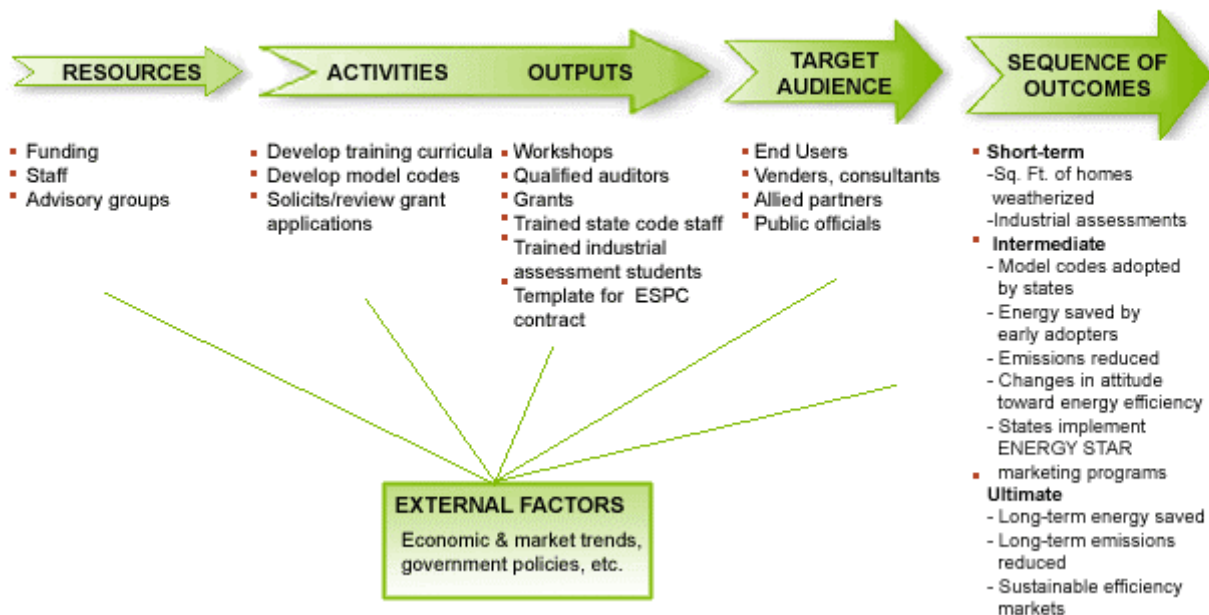 RESOURCES
ACTIVITIES
OUTPUTS
TARGET
AUDIENCE
SEQUENCE OF
OUTCOMES
Funding
Staff
Advisory groups
Develop training curricula
Develop model codes
Solicits/review grant
applications
Workshops
Qualified auditors
Grants
Trained state code staff
Trained industrial
assessment students
Template for ESPC
contract
End Users
Venders, consultants
Allied partners
Public officials
Short-term
-Sq. Ft. of homes
weatherized
-Industrial assessments
Intermediate
- Model codes adopted
by states
- Energy saved by
early adopters
- Emissions reduced
- Changes in attitude
toward energy efficiency
- States implement
ENERGY STAR
marketing programs
Ultimate
- Long-term energy saved
- Long-term emissions
reduced
- Sustainable efficiency
markets
EXTERNAL FACTORS
Economic & market trends,
government policies, etc.